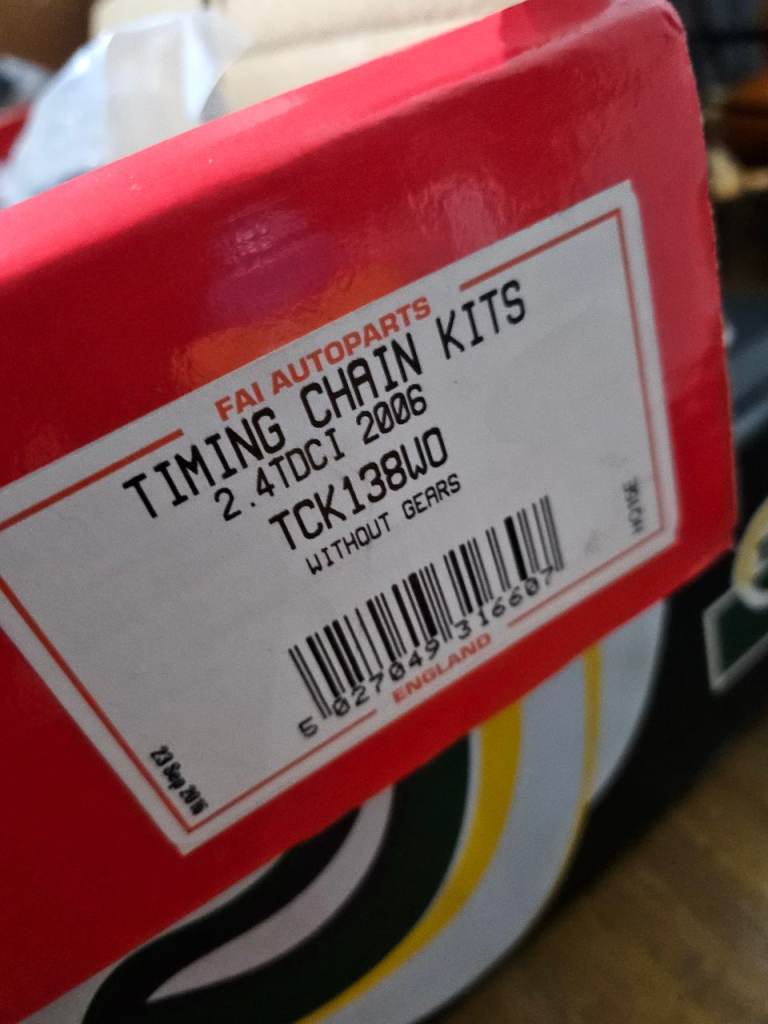 FAI AUTOPARTS
TIMING CHAIN KITS
2.4TDCI 2006
TCK138WO
WITHOUT GEARS
5 027049 316607
ENGLAND
23 Sep 2016